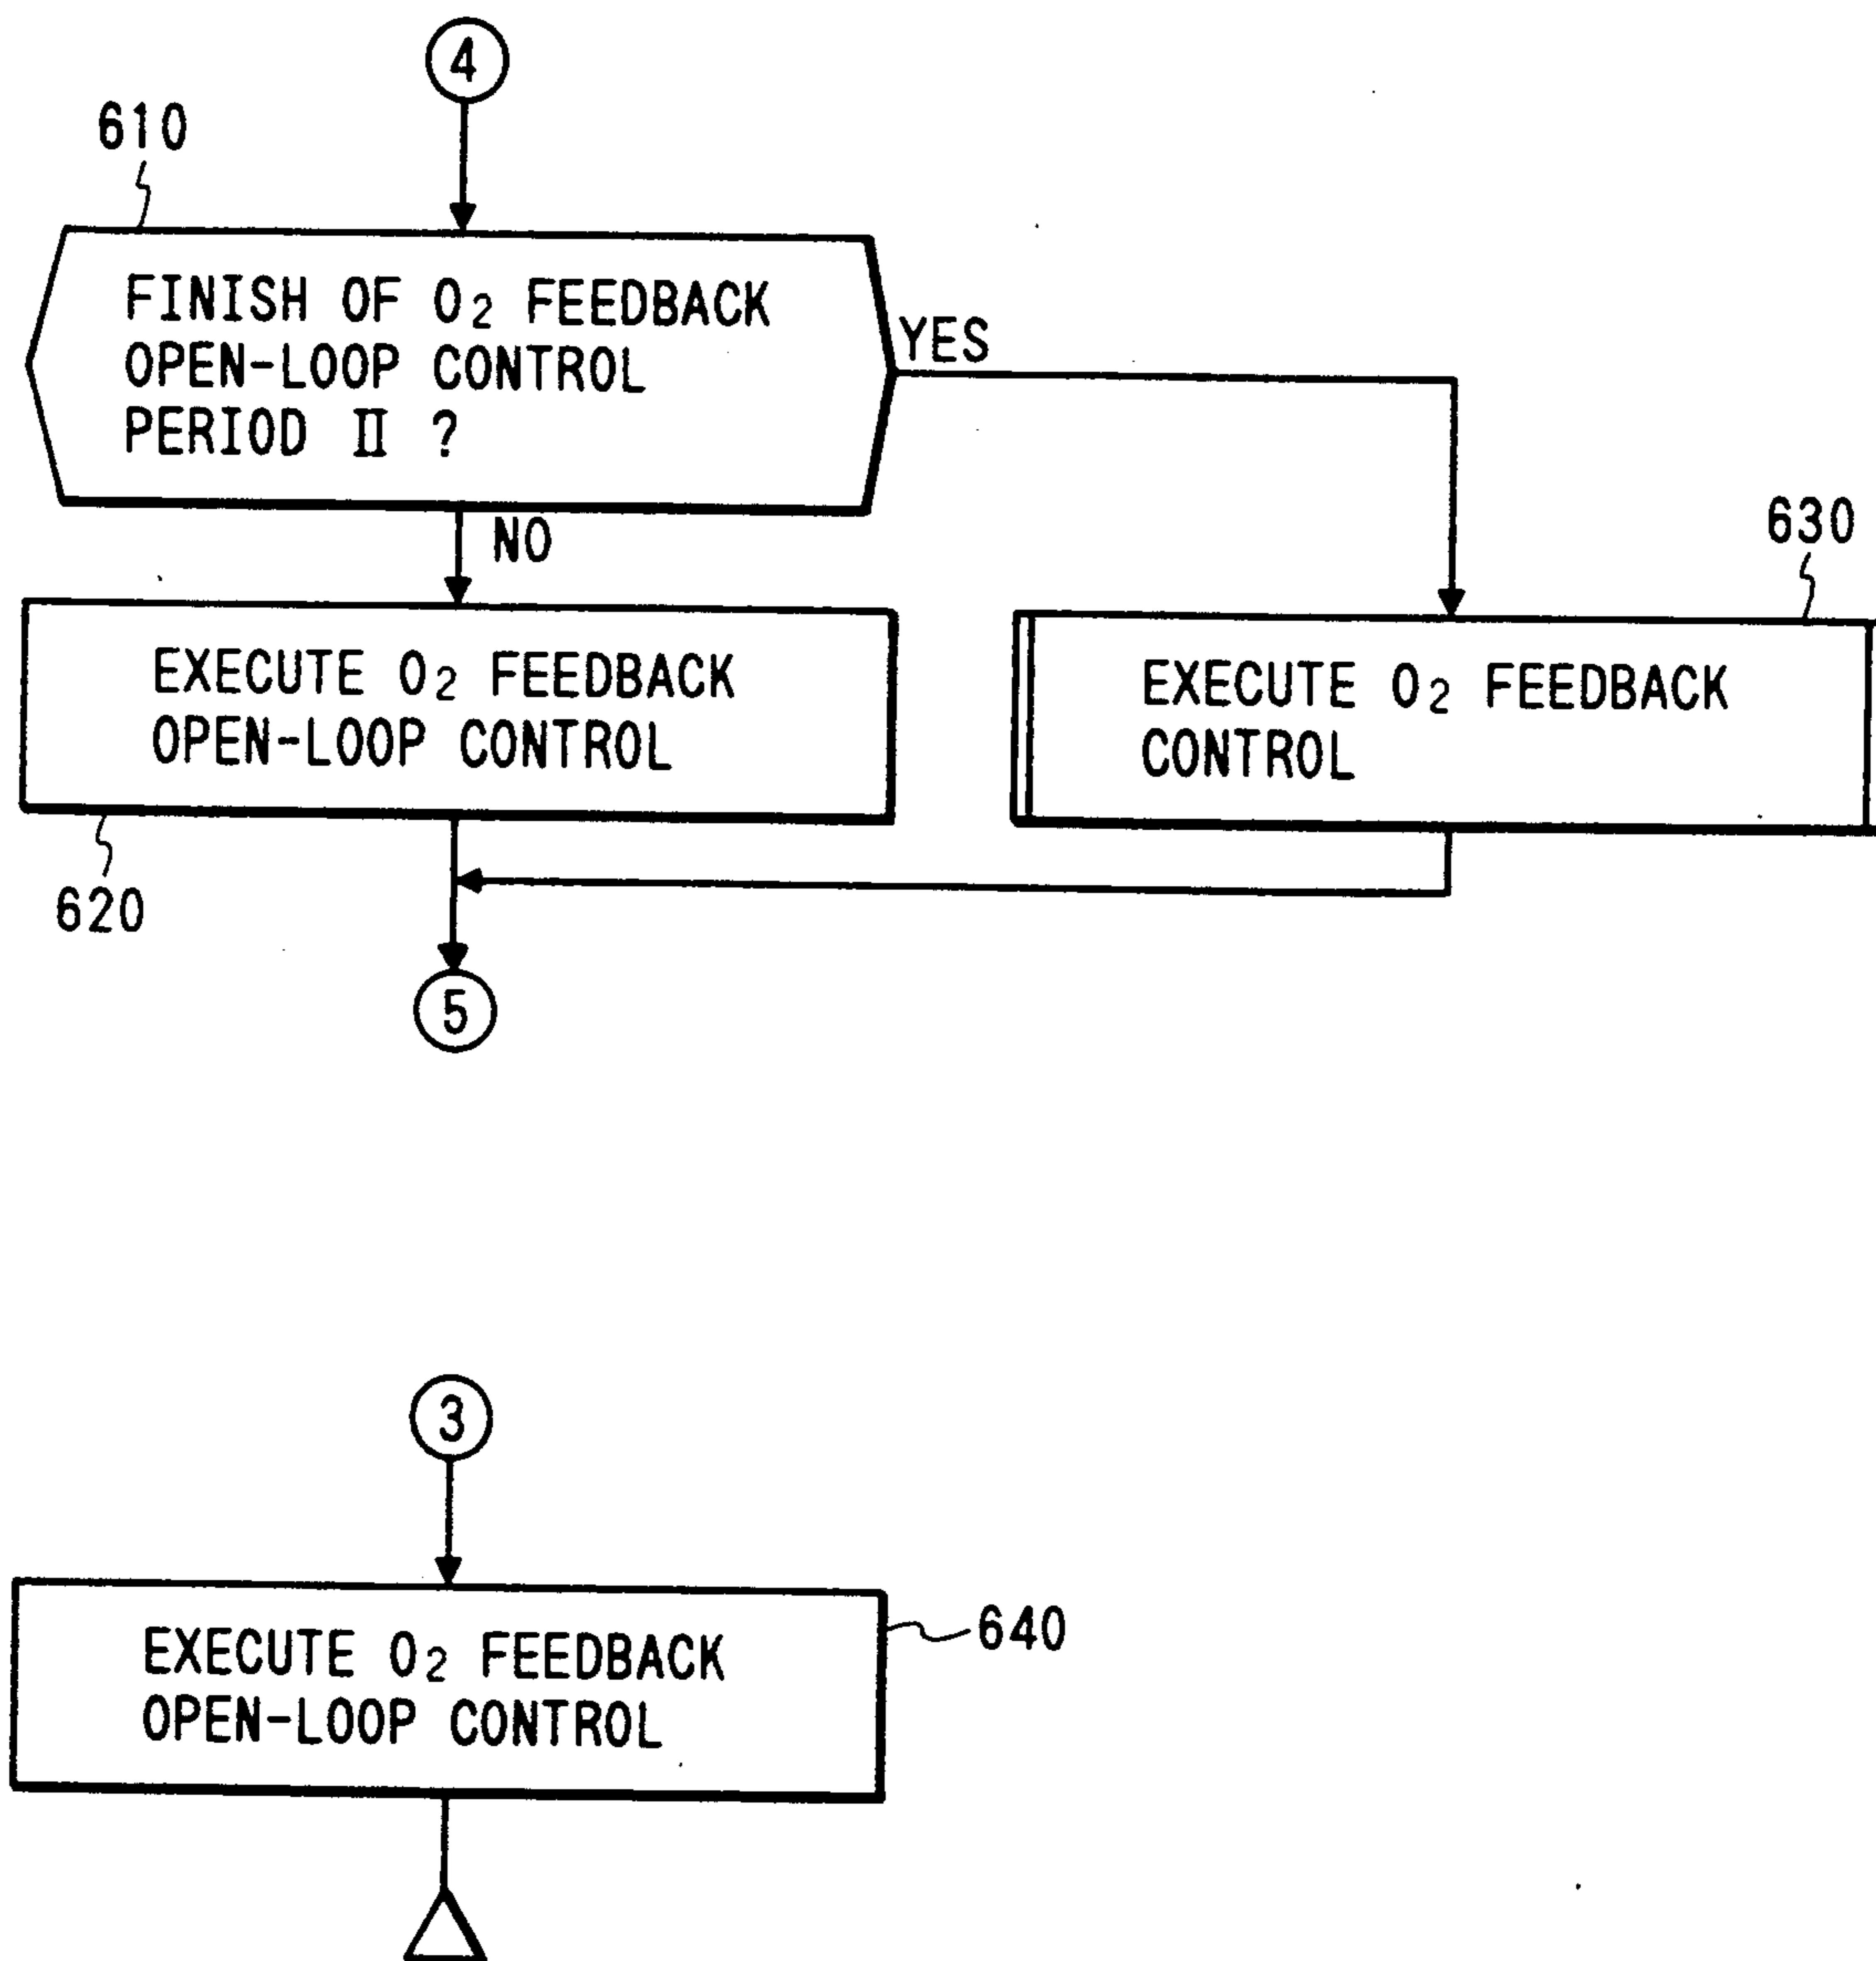 4
610
FINISH OF O2 FEEDBACK
OPEN-LOOP CONTROL
PERIOD II ?
YES
NO
630
EXECUTE O2 FEEDBACK
OPEN-LOOP CONTROL
EXECUTE O2 FEEDBACK
CONTROL
620
5
3
EXECUTE O2 FEEDBACK
OPEN-LOOP CONTROL
640